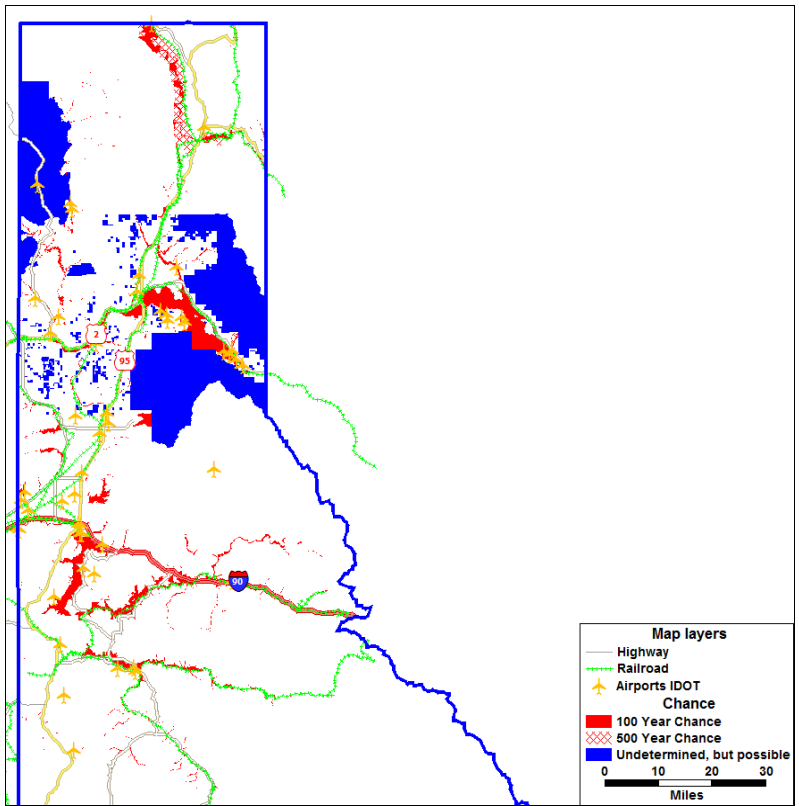 2
95
90
Map layers
Highway
Railroad
Airports IDOT
Chance
100 Year Chance
500 Year Chance
Undetermined, but possible
0 10 20 30
Miles